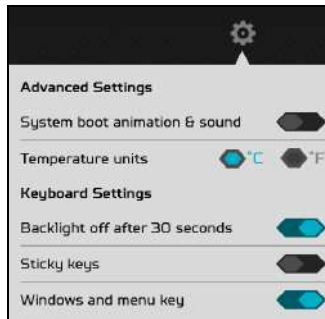 Advanced Settings
System boot animation & sound
Temperature units °C °F
Keyboard Settings
Backlight off after 30 seconds
Sticky keys
Windows and menu key